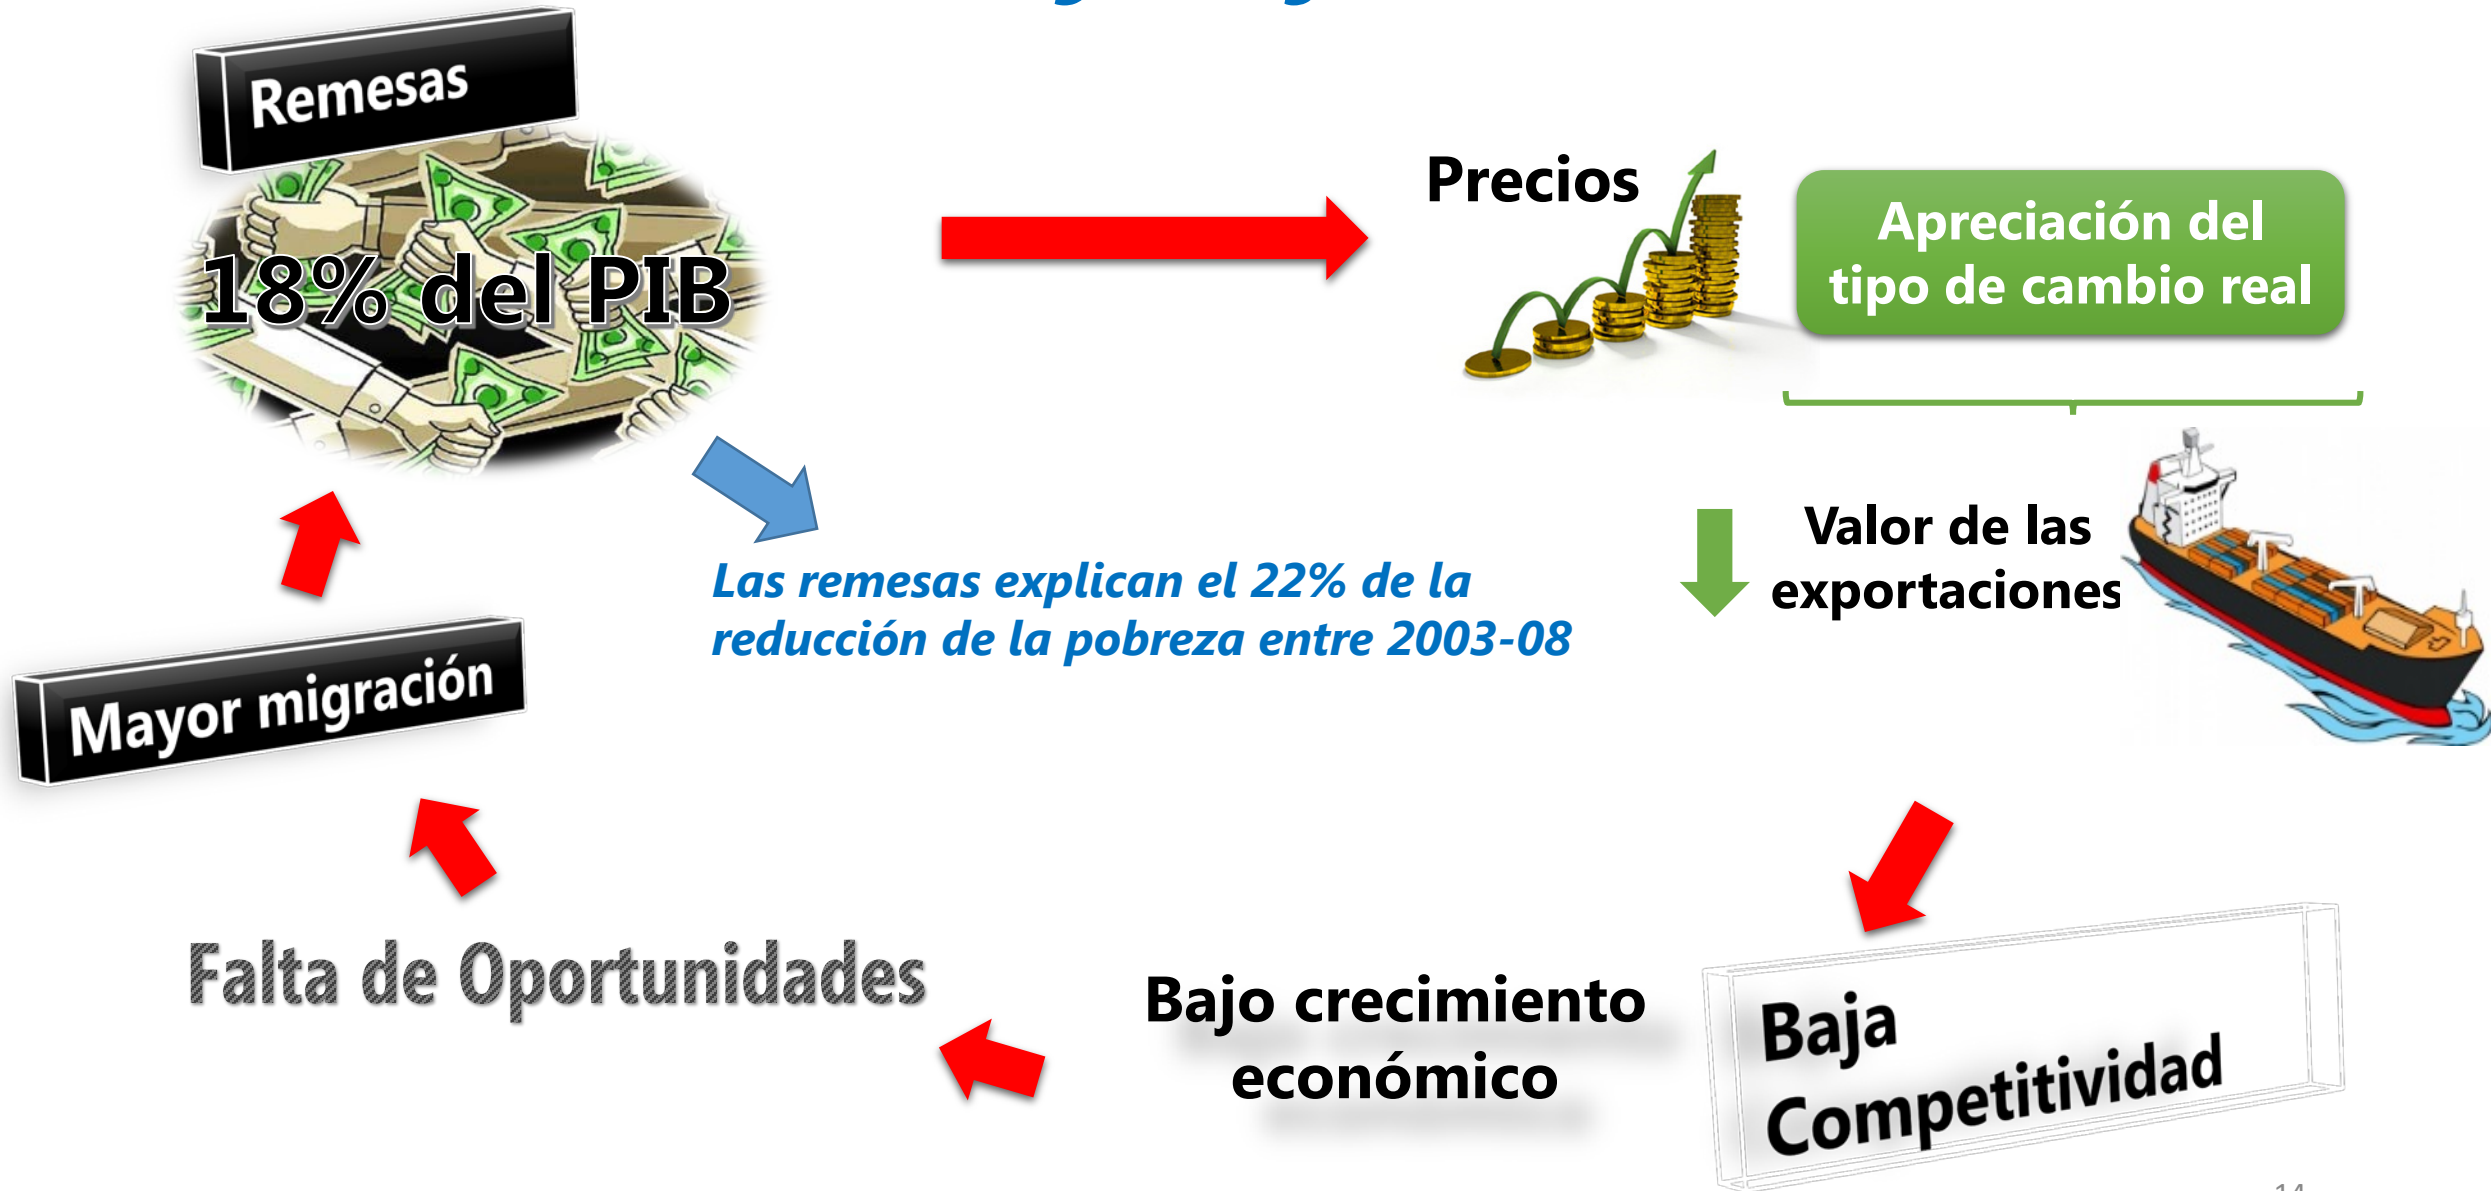 Remesas
18% del PIB
Precios
Apreciación del
tipo de cambio real
Valor de las
exportaciones
Las remesas explican el 22% de la
reducción de la pobreza entre 2003-08
Mayor migración
Falta de Oportunidades
Bajo crecimiento
económico
Baja
Competitividad